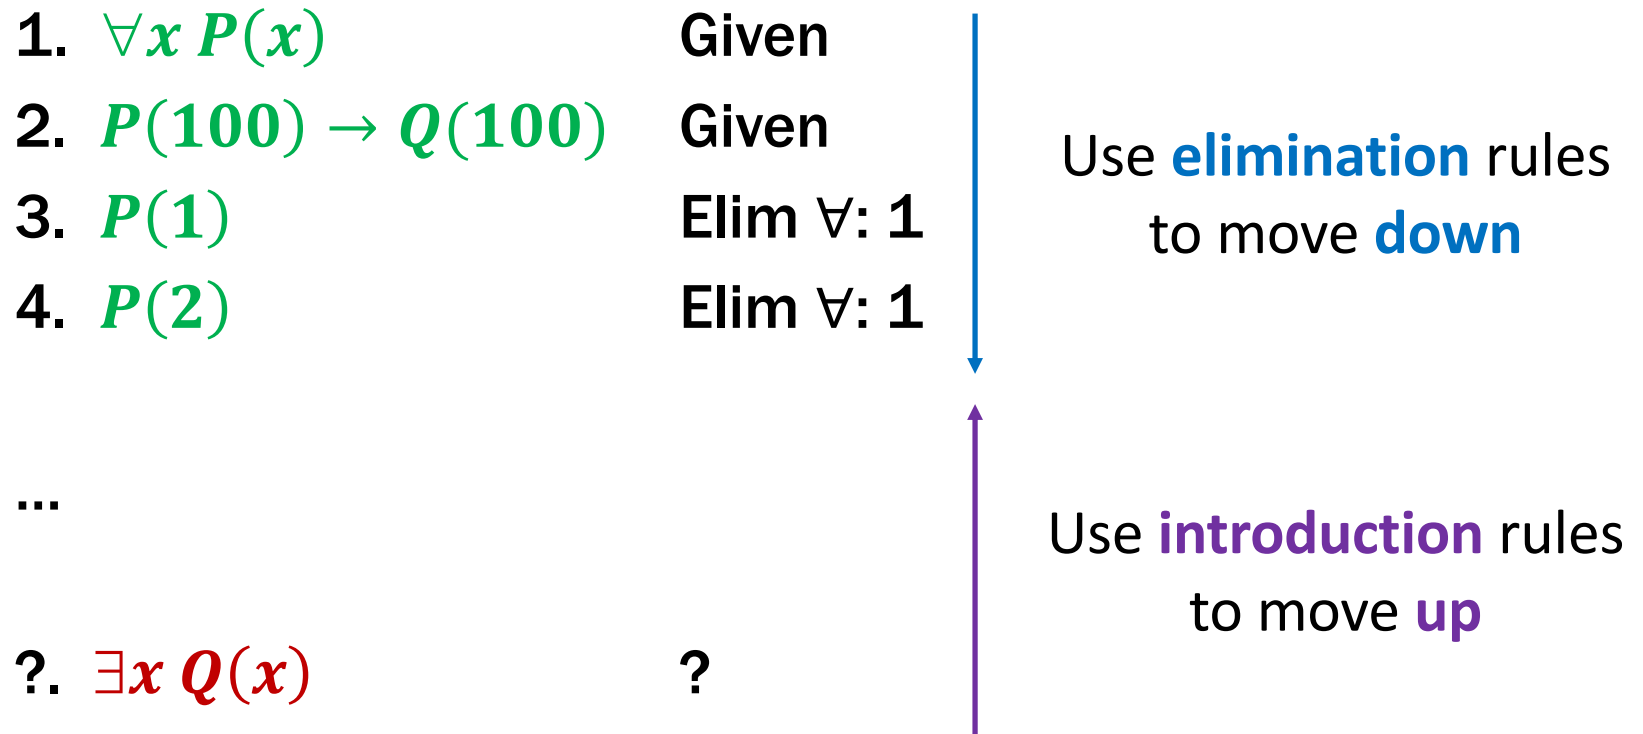 1. ∀x P(x) Given
2. P(100) → Q(100) Given
3. P(1) Elim ∀: 1
4. P(2) Elim ∀: 1
...
?. ∃x Q(x) ?
Use elimination rules
to move down
Use introduction rules
to move up